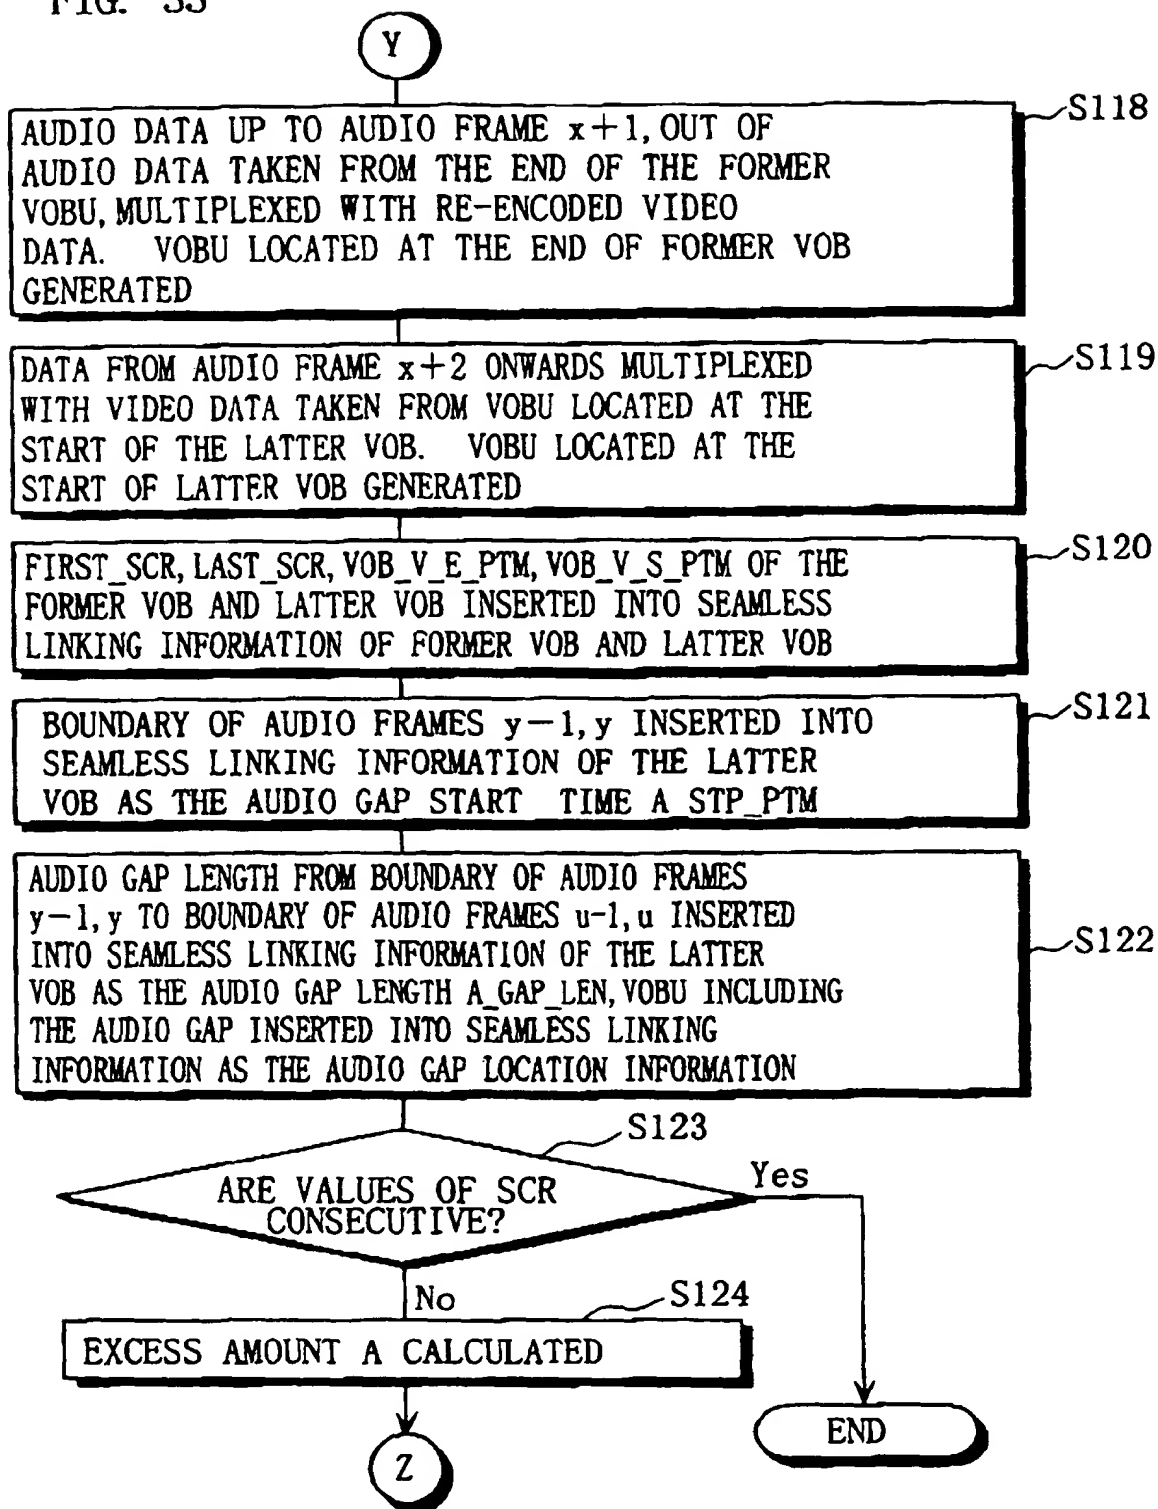 FIG. 33
Y
S118
AUDIO DATA UP TO AUDIO FRAME x+1, OUT OF
AUDIO DATA TAKEN FROM THE END OF THE FORMER
VOBU, MULTIPLEXED WITH RE-ENCODED VIDEO
DATA. VOBU LOCATED AT THE END OF FORMER VOB
GENERATED
S119
DATA FROM AUDIO FRAME x+2 ONWARDS MULTIPLEXED
WITH VIDEO DATA TAKEN FROM VOBU LOCATED AT THE
START OF THE LATTER VOB. VOBU LOCATED AT THE
START OF LATTER VOB GENERATED
S120
FIRST_SCR, LAST_SCR, VOB_V_E_PTM, VOB_V_S_PTM OF THE
FORMER VOB AND LATTER VOB INSERTED INTO SEAMLESS
LINKING INFORMATION OF FORMER VOB AND LATTER VOB
S121
BOUNDARY OF AUDIO FRAMES y-1, y INSERTED INTO
SEAMLESS LINKING INFORMATION OF THE LATTER
VOB AS THE AUDIO GAP START TIME A STP_PTM
S122
AUDIO GAP LENGTH FROM BOUNDARY OF AUDIO FRAMES
y-1, y TO BOUNDARY OF AUDIO FRAMES u-1, u INSERTED
INTO SEAMLESS LINKING INFORMATION OF THE LATTER
VOB AS THE AUDIO GAP LENGTH A_GAP_LEN, VOBU INCLUDING
THE AUDIO GAP INSERTED INTO SEAMLESS LINKING
INFORMATION AS THE AUDIO GAP LOCATION INFORMATION
S123
ARE VALUES OF SCR
CONSECUTIVE?
Yes
No
S124
EXCESS AMOUNT A CALCULATED
END
Z